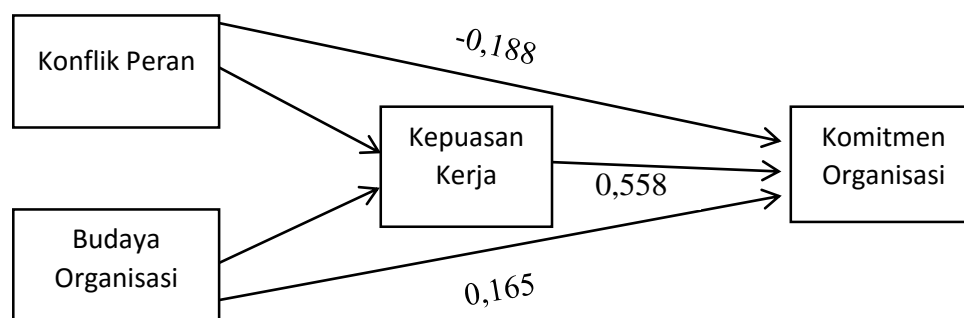 Konflik Peran
-0,188
Kepuasan
Kerja
Komitmen
Organisasi
0,558
Budaya
Organisasi
0,165